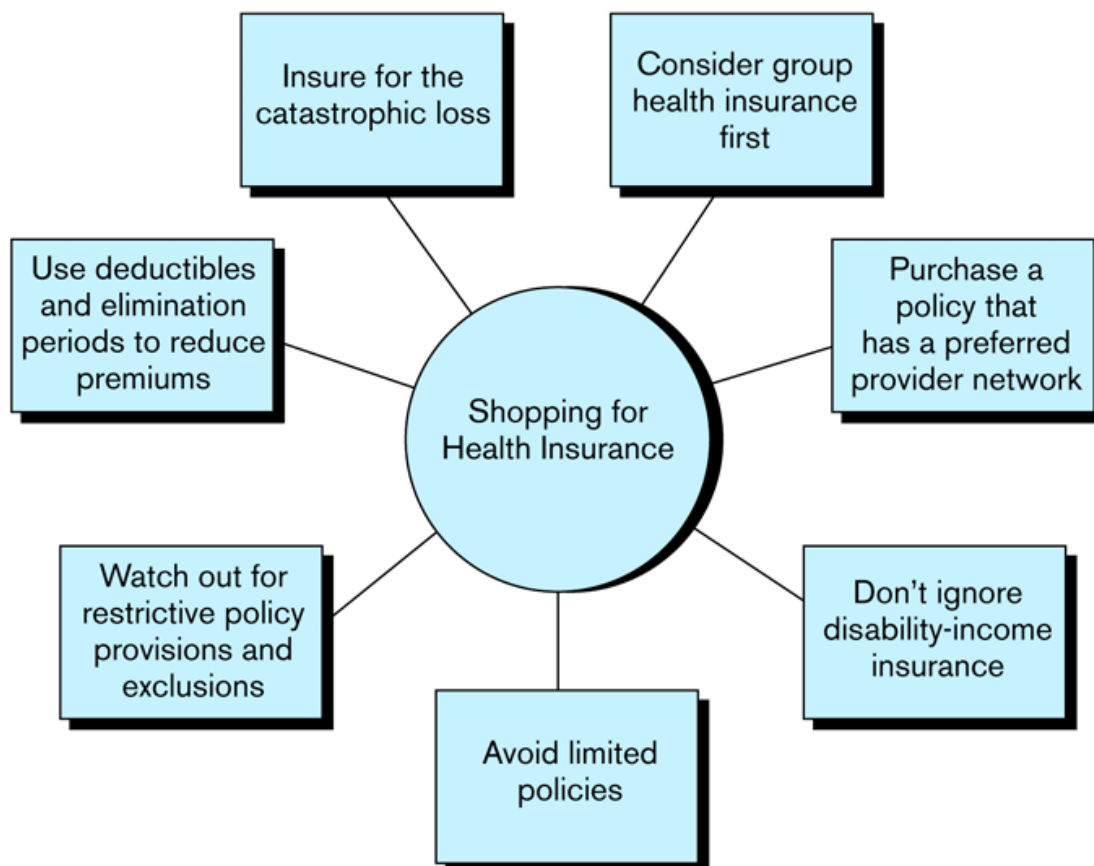 Insure for the
catastrophic loss
Consider group
health insurance
first
Use deductibles
and elimination
periods to reduce
premiums
Purchase a
policy that
has a preferred
provider network
Shopping for
Health Insurance
Watch out for
restrictive policy
provisions and
exclusions
Don’t ignore
disability-income
insurance
Avoid limited
policies